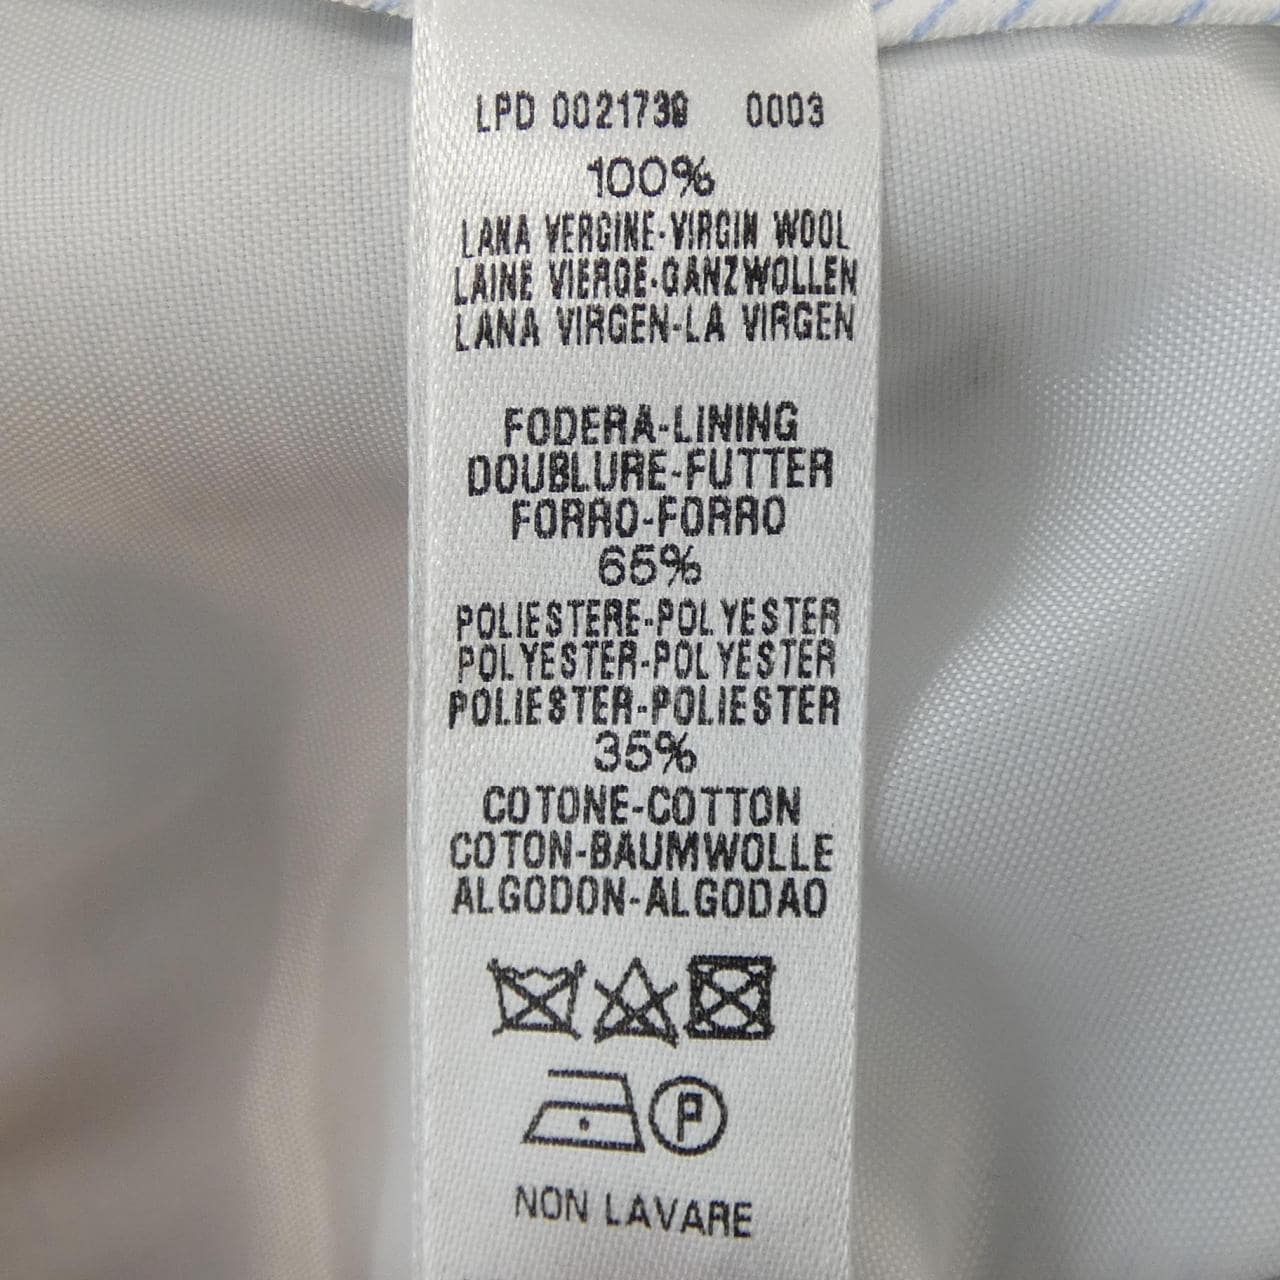 LPD 0021739 0003
100%
LANA VERGINE-VIRGIN WOOL
LAINE VIERGE-GANZWOLLEN
LANA VIRGEN-LA VIRGEN
FODERA-LINING
DOUBLURE-FUTTER
FORRO-FORRO
65%
POLIESTERE-POLYESTER
POLYESTER-POLYESTER
POLIESTER-POLIESTER
35%
COTONE-COTTON
COTON-BAUMWOLLE
ALGODON-ALGODAO
P
NON LAVARE